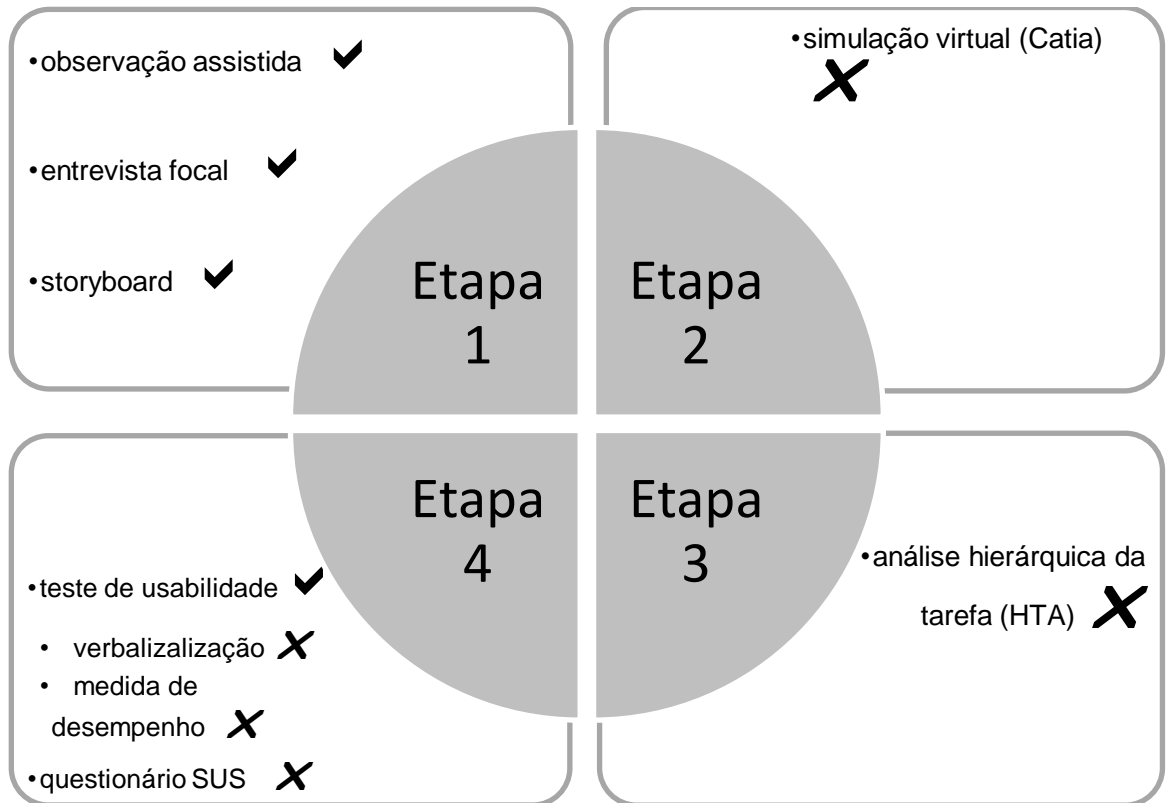 •observação assistida ✔
•entrevista focal ✔
•storyboard ✔
•simulação virtual (Catia)
✗
Etapa
1
Etapa
2
Etapa
4
Etapa
3
•teste de usabilidade ✔
• verbalizalização ✗
• medida de
desempenho ✗
•questionário SUS ✗
•análise hierárquica da
tarefa (HTA) ✗